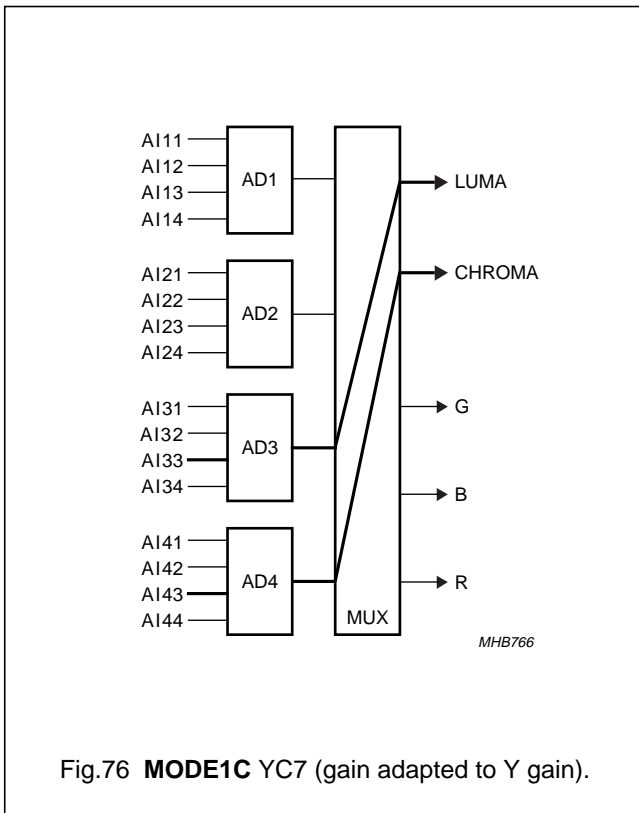 AI11
AI12
AI13
AI14
AD1
LUMA
CHROMA
AI21
AI22
AI23
AI24
AD2
AI31
AI32
AI33
AI34
AD3
G
B
AI41
AI42
AI43
AI44
AD4
R
MUX
MHB766
Fig.76 MODE1C YC7 (gain adapted to Y gain).